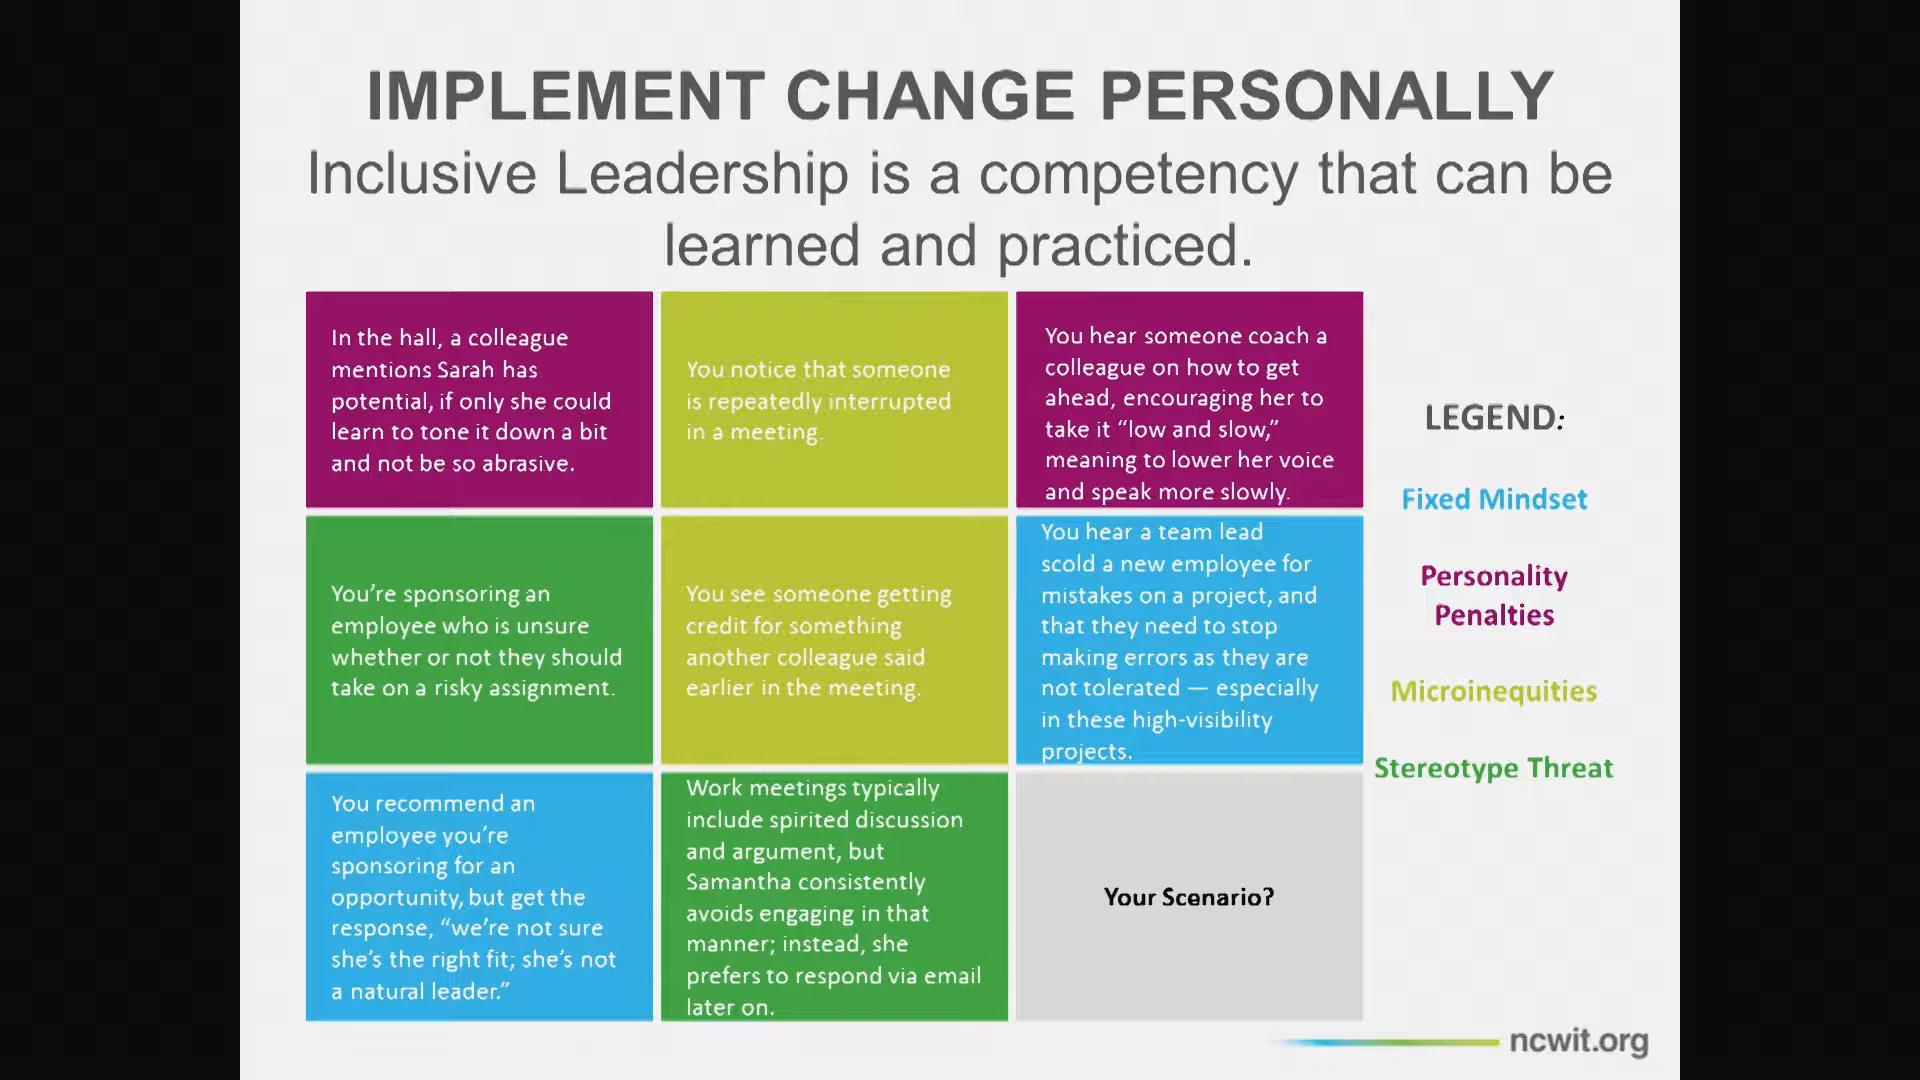 IMPLEMENT CHANGE PERSONALLY
Inclusive Leadership is a competency that can be
learned and practiced.
In the hall, a colleague
mentions Sarah has
potential, if only she could
learn to tone it down a bit
and not be so abrasive.
You notice that someone
is repeatedly interrupted
in a meeting.
You hear someone coach a
colleague on how to get
ahead, encouraging her to
take it “low and slow,”
meaning to lower her voice
and speak more slowly.
You’re sponsoring an
employee who is unsure
whether or not they should
take on a risky assignment.
You see someone getting
credit for something
another colleague said
earlier in the meeting.
You hear a team lead
scold a new employee for
mistakes on a project, and
that they need to stop
making errors as they are
not tolerated — especially
in these high-visibility
projects.
You recommend an
employee you’re
sponsoring for an
opportunity, but get the
response, “we’re not sure
she’s the right fit; she’s not
a natural leader.”
Work meetings typically
include spirited discussion
and argument, but
Samantha consistently
avoids engaging in that
manner; instead, she
prefers to respond via email
later on.
Your Scenario?
LEGEND:
Fixed Mindset
Personality
Penalties
Microinequities
Stereotype Threat
ncwit.org